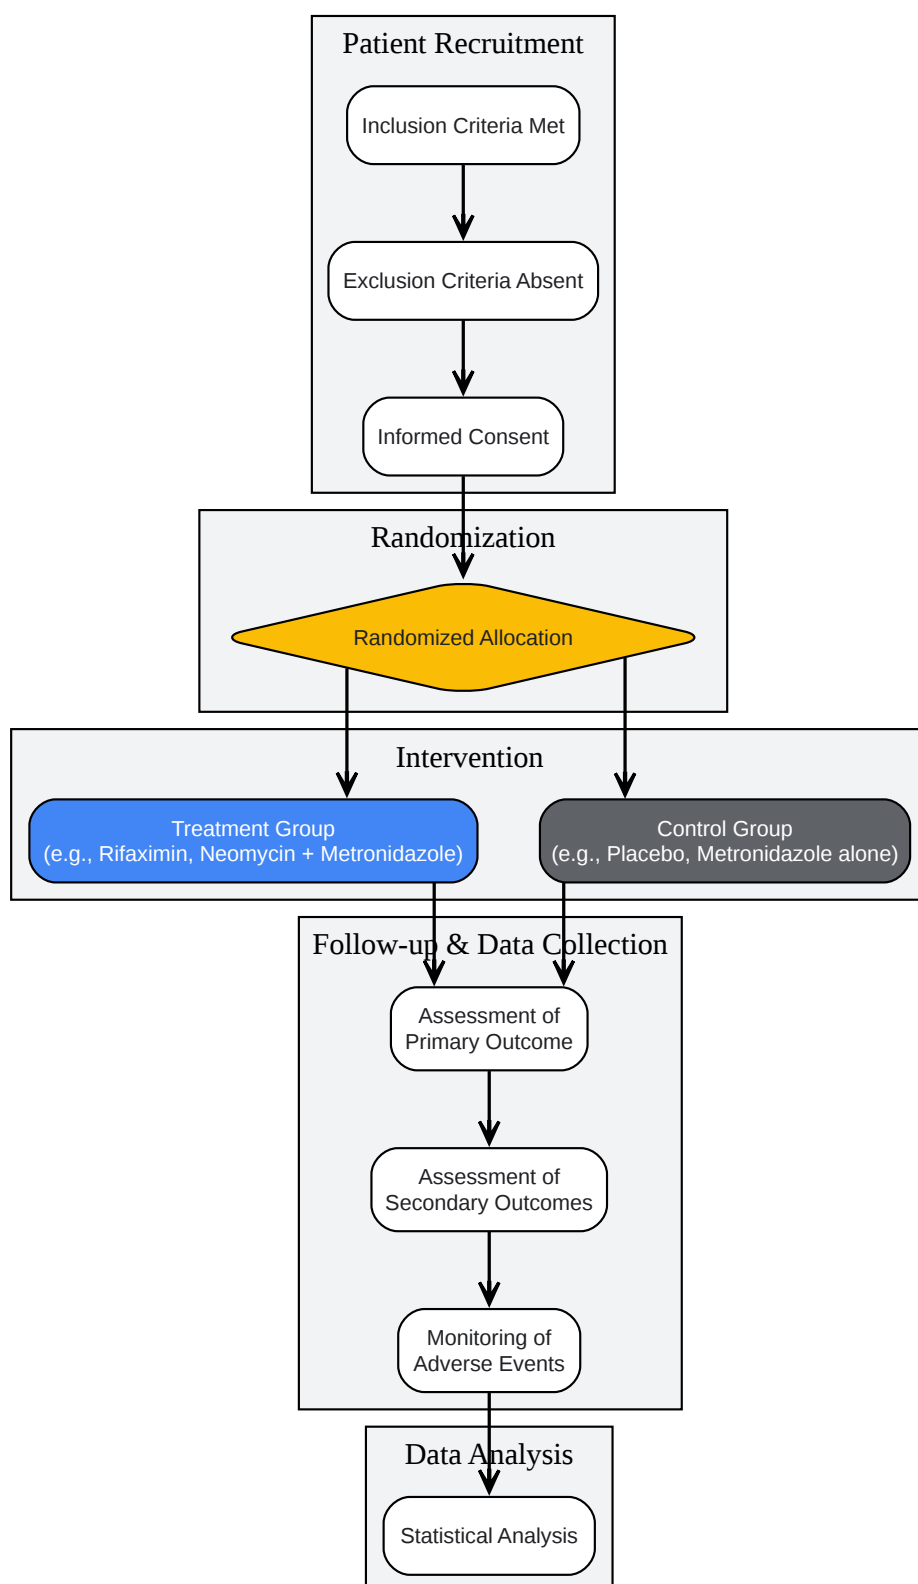 Patient Recruitment
Inclusion Criteria Met
Exclusion Criteria Absent
Informed Consent
Randomization
Randomized Allocation
Intervention
Treatment Group
(e.g., Rifaximin, Neomycin + Metronidazole)
Control Group
(e.g., Placebo, Metronidazole alone)
Follow-up & Data Collection
Assessment of
Primary Outcome
Assessment of
Secondary Outcomes
Monitoring of
Adverse Events
Data Analysis
Statistical Analysis